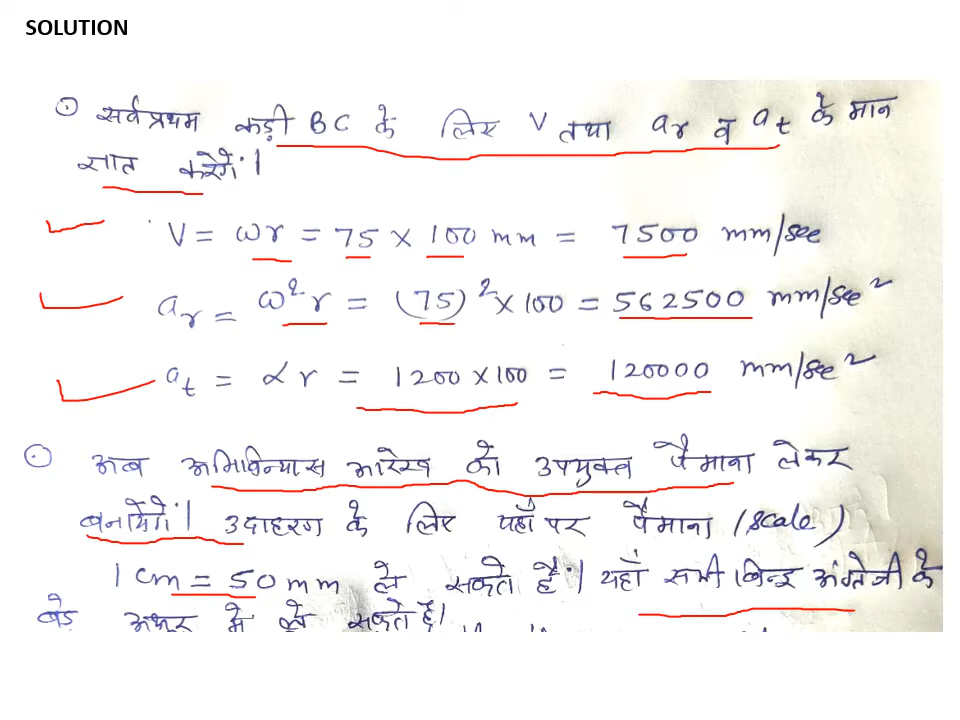 SOLUTION
⊙ सर्वप्रथम कड़ी BC के लिए V तथा ar व at के मान
ज्ञात करेंगे।
V = ωr = 75 × 100 mm = 7500 mm/sec
ar = ω²r = (75)² × 100 = 562500 mm/sec²
at = αr = 1200 × 100 = 120000 mm/sec²
⊙ अब अभिविन्यास आरेख को उपयुक्त पैमाना लेकर
बनायेंगे। उदाहरण के लिए यहाँ पर पैमाना (scale)
1 cm = 50 mm ले सकते हैं। यहाँ सभी बिन्दु अंग्रेजी के
बड़े अक्षर में ले सकते हैं।